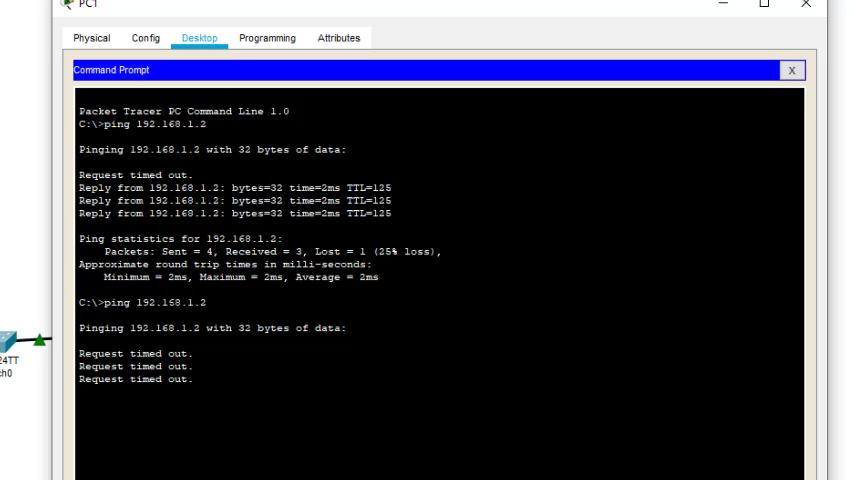 PC1
Physical Config Desktop Programming Attributes
Command Prompt X
Packet Tracer PC Command Line 1.0
C:\>ping 192.168.1.2
Pinging 192.168.1.2 with 32 bytes of data:
Request timed out.
Reply from 192.168.1.2: bytes=32 time=2ms TTL=125
Reply from 192.168.1.2: bytes=32 time=2ms TTL=125
Reply from 192.168.1.2: bytes=32 time=2ms TTL=125
Ping statistics for 192.168.1.2:
Packets: Sent = 4, Received = 3, Lost = 1 (25% loss),
Approximate round trip times in milli-seconds:
Minimum = 2ms, Maximum = 2ms, Average = 2ms
C:\>ping 192.168.1.2
Pinging 192.168.1.2 with 32 bytes of data:
Request timed out.
Request timed out.
Request timed out.
24TT
ch0